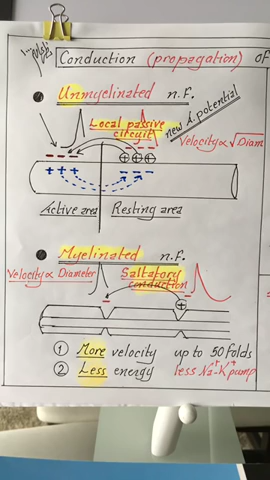 Conduction (propagation) of
Unmyelinated n.f.
Local passive
circuit
new A. potential
Velocity ∝ √Diam
+++ ---
Active area Resting area
Myelinated n.f.
Velocity ∝ Diameter
Saltatory
conduction
+
① More velocity up to 50 folds
② Less energy less Na⁺-K⁺ pump